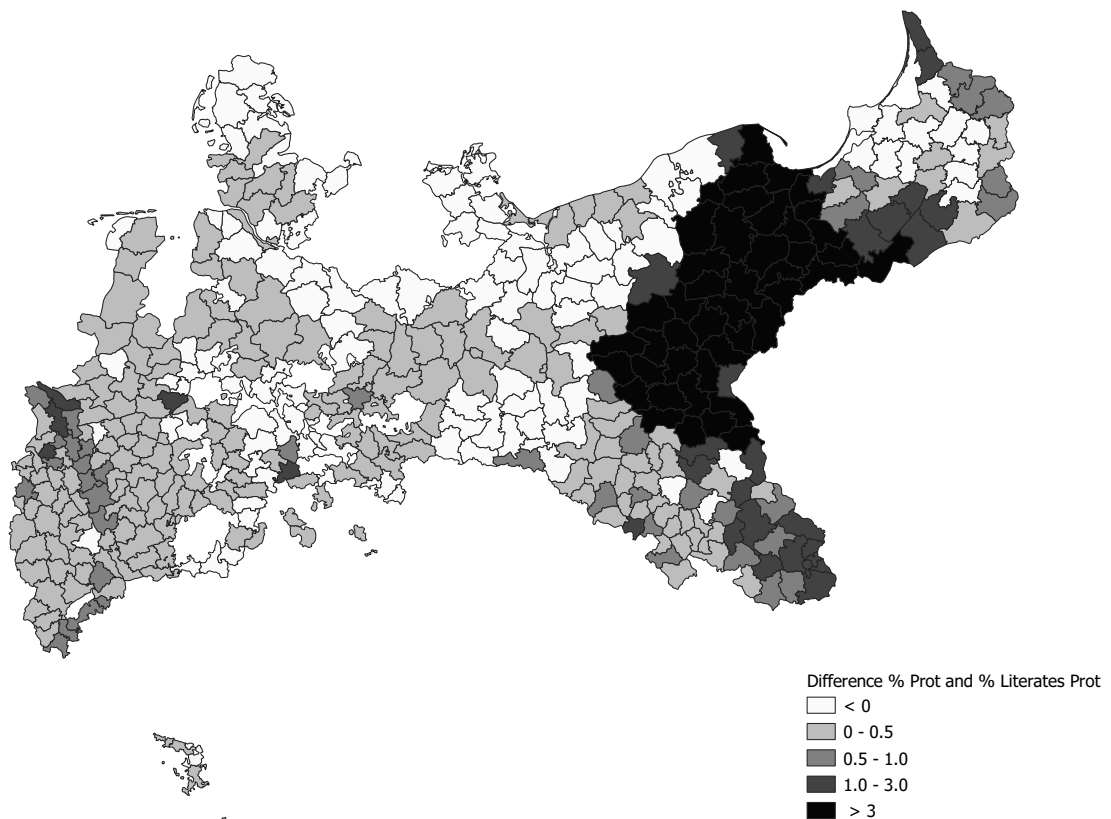 Difference % Prot and % Literates Prot
< 0
0 - 0.5
0.5 - 1.0
1.0 - 3.0
> 3